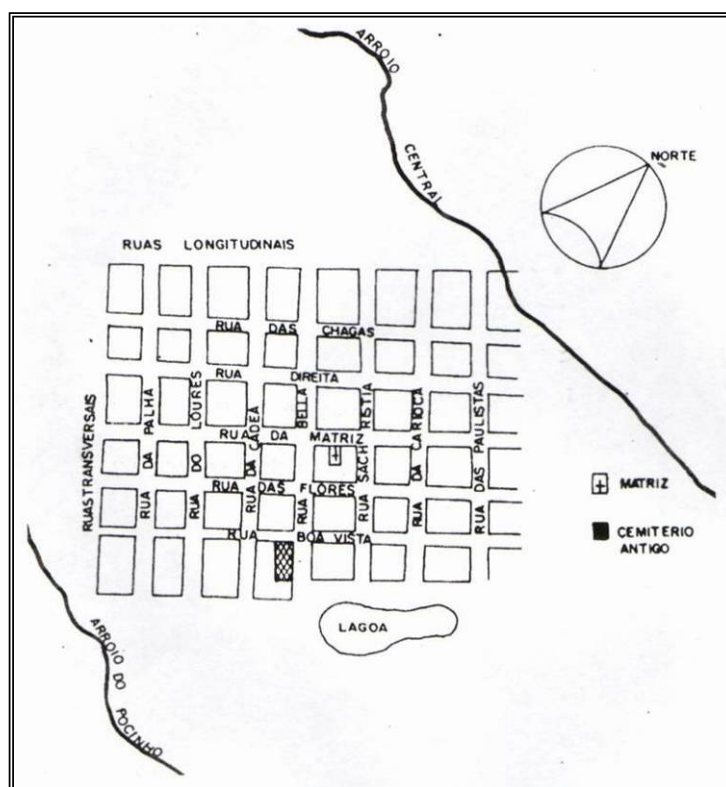 ARROIO
CENTRAL
NORTE
RUAS LONGITUDINAIS
RUA DAS CHAGAS
RUA DIREITA
RUA DA MATRIZ
RUA DAS FLORES
RUA BOA VISTA
RUAS TRANSVERSAIS
RUA DA PALHA
RUA DO LOURES
RUA DA CADEA
RUA BELLA
RUA SACHRISTIA
RUA DA CARIOCA
RUA DAS PAULISTAS
MATRIZ
CEMITERIO
ANTIGO
LAGOA
ARROIO DO POCINHO